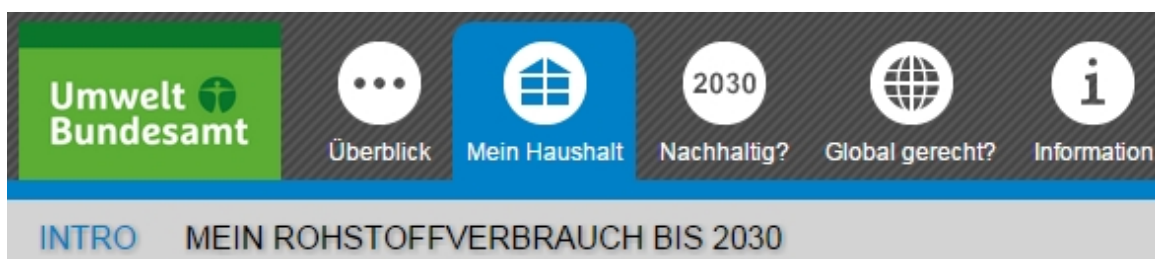 Umwelt
Bundesamt
2030
Überblick Mein Haushalt Nachhaltig? Global gerecht? Information
INTRO MEIN ROHSTOFFVERBRAUCH BIS 2030